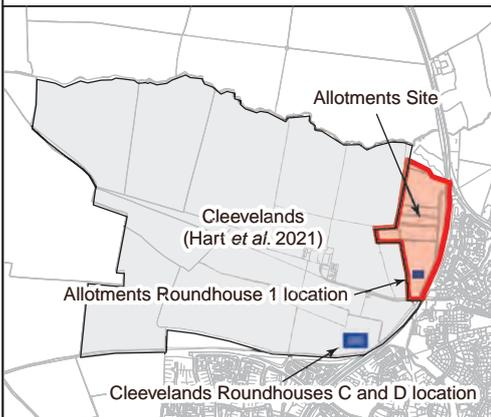 Allotments Site
Cleevelands
(Hart et al. 2021)
Allotments Roundhouse 1 location
Cleevelands Roundhouses C and D location